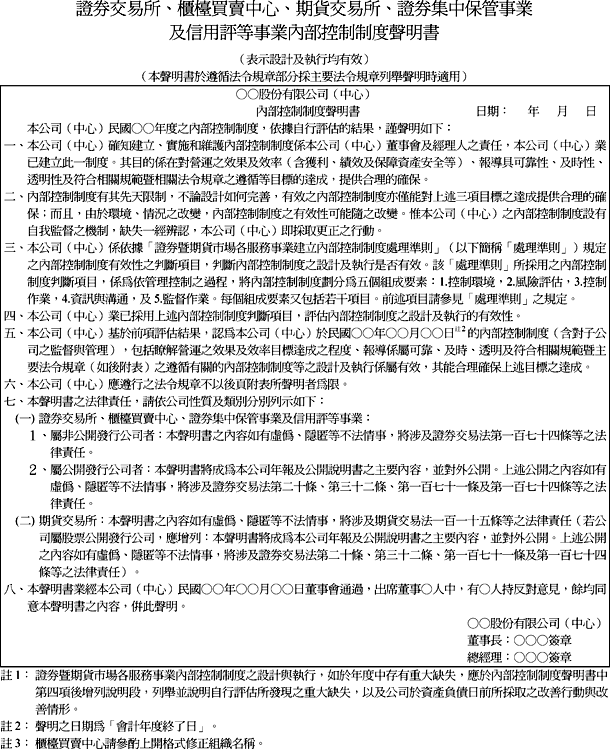 證券交易所、櫃檯買賣中心、期貨交易所、證券集中保管事業
及信用評等事業內部控制制度聲明書
（表示設計及執行均有效）
（本聲明書於遵循法令規章部分採主要法令規章列舉聲明時適用）
○○股份有限公司（中心）
內部控制制度聲明書
日期： 年 月 日
本公司（中心）民國○○年度之內部控制制度，依據自行評估的結果，謹聲明如下：
一、本公司（中心）確知建立、實施和維護內部控制制度係本公司（中心）董事會及經理人之責任，本公司（中心）業
已建立此一制度。其目的係在對營運之效果及效率（含獲利、績效及保障資產安全等）、報導具可靠性、及時性、
透明性及符合相關規範暨相關法令規章之遵循等目標的達成，提供合理的確保。
二、內部控制制度有其先天限制，不論設計如何完善，有效之內部控制制度亦僅能對上述三項目標之達成提供合理的確
保；而且，由於環境、情況之改變，內部控制制度之有效性可能隨之改變。惟本公司（中心）之內部控制制度設有
自我監督之機制，缺失一經辨認，本公司（中心）即採取更正之行動。
三、本公司（中心）係依據「證券暨期貨市場各服務事業建立內部控制制度處理準則」（以下簡稱「處理準則」）規定
之內部控制制度有效性之判斷項目，判斷內部控制制度之設計及執行是否有效。該「處理準則」所採用之內部控制
制度判斷項目，係為依管理控制之過程，將內部控制制度劃分為五個組成要素：1.控制環境，2.風險評估，3.控制
作業，4.資訊與溝通，及 5.監督作業。每個組成要素又包括若干項目。前述項目請參見「處理準則」之規定。
四、本公司（中心）業已採用上述內部控制制度判斷項目，評估內部控制制度之設計及執行的有效性。
五、本公司（中心）基於前項評估結果，認為本公司（中心）於民國○○年○○月○○日註2的內部控制制度（含對子公
司之監督與管理），包括瞭解營運之效果及效率目標達成之程度、報導係屬可靠、及時、透明及符合相關規範暨主
要法令規章（如後附表）之遵循有關的內部控制制度等之設計及執行係屬有效，其能合理確保上述目標之達成。
六、本公司（中心）應遵行之法令規章不以後頁附表所聲明者為限。
七、本聲明書之法律責任，請依公司性質及類別分別列示如下：
(一) 證券交易所、櫃檯買賣中心、證券集中保管事業及信用評等事業：
1、屬非公開發行公司者：本聲明書之內容如有虛偽、隱匿等不法情事，將涉及證券交易法第一百七十四條等之法
律責任。
2、屬公開發行公司者：本聲明書將成為本公司年報及公開說明書之主要內容，並對外公開。上述公開之內容如有
虛偽、隱匿等不法情事，將涉及證券交易法第二十條、第三十二條、第一百七十一條及第一百七十四條等之法
律責任。
(二) 期貨交易所：本聲明書之內容如有虛偽、隱匿等不法情事，將涉及期貨交易法一百一十五條等之法律責任（若公
司屬股票公開發行公司，應增列：本聲明書將成為本公司年報及公開說明書之主要內容，並對外公開。上述公開
之內容如有虛偽、隱匿等不法情事，將涉及證券交易法第二十條、第三十二條、第一百七十一條及第一百七十四
條等之法律責任）。
八、本聲明書業經本公司（中心）民國○○年○○月○○日董事會通過，出席董事○人中，有○人持反對意見，餘均同
意本聲明書之內容，併此聲明。
○○股份有限公司（中心）
董事長：○○○簽章
總經理：○○○簽章
註 1： 證券暨期貨市場各服務事業內部控制制度之設計與執行，如於年度中存有重大缺失，應於內部控制制度聲明書中
第四項後增列說明段，列舉並說明自行評估所發現之重大缺失，以及公司於資產負債日前所採取之改善行動與改
善情形。
註 2： 聲明之日期為「會計年度終了日」。
註 3： 櫃檯買賣中心請參酌上開格式修正組織名稱。